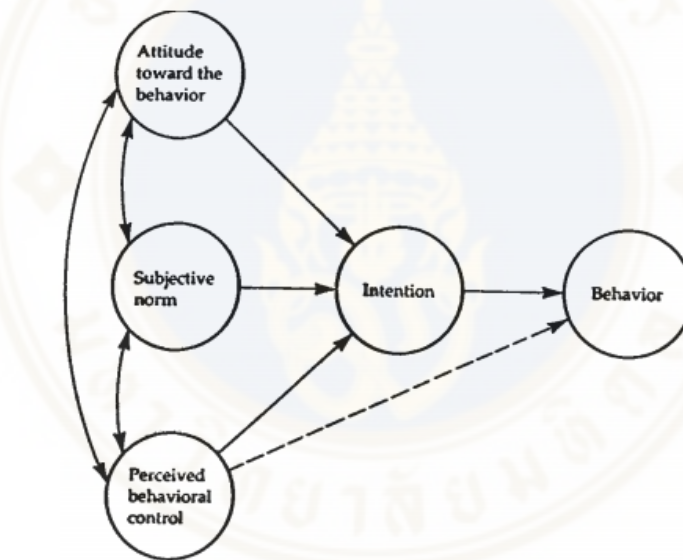 Attitude
toward the
behavior
Subjective
norm
Intention
Behavior
Perceived
behavioral
control